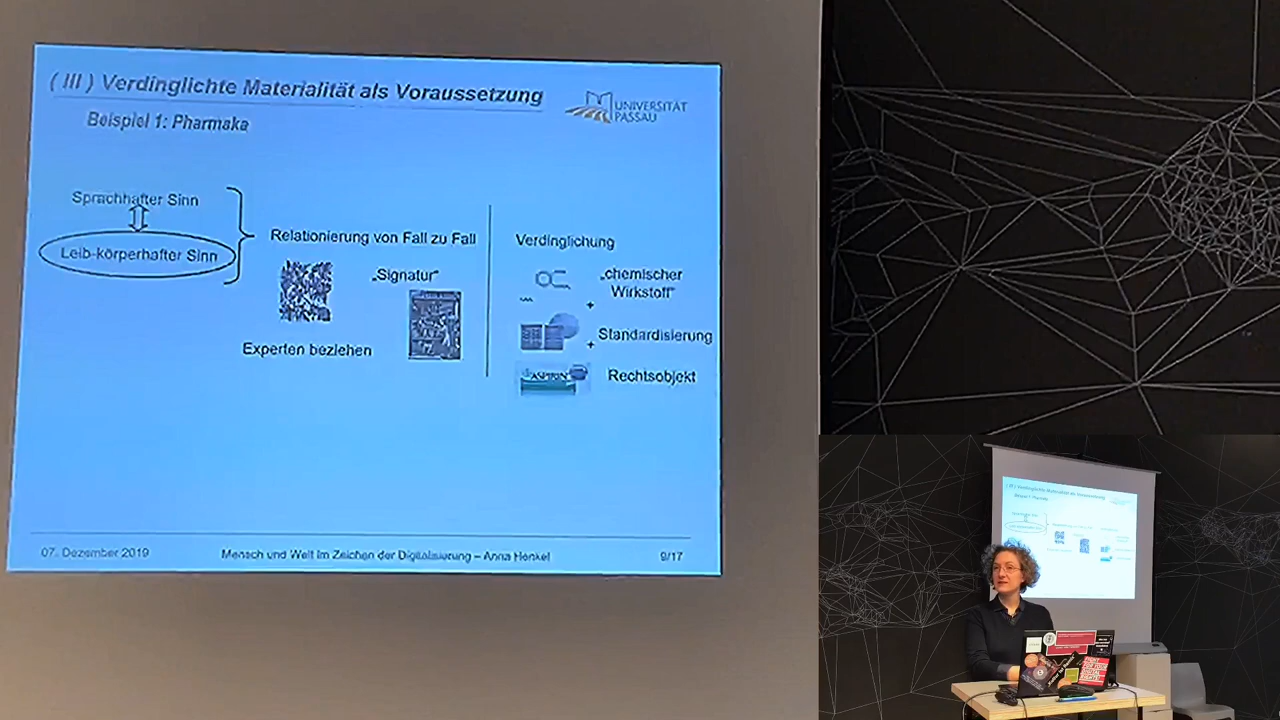 ( III ) Verdinglichte Materialität als Voraussetzung
UNIVERSITÄT
PASSAU
Beispiel 1: Pharmaka
Sprachhafter Sinn
Leib-körperhafter Sinn
Relationierung von Fall zu Fall
„Signatur"
Experten beziehen
Verdinglichung
„chemischer
Wirkstoff"
+
Standardisierung
+
ASPIRIN
Rechtsobjekt
07. Dezember 2019
Mensch und Welt im Zeichen der Digitalisierung – Anna Henkel
9/17